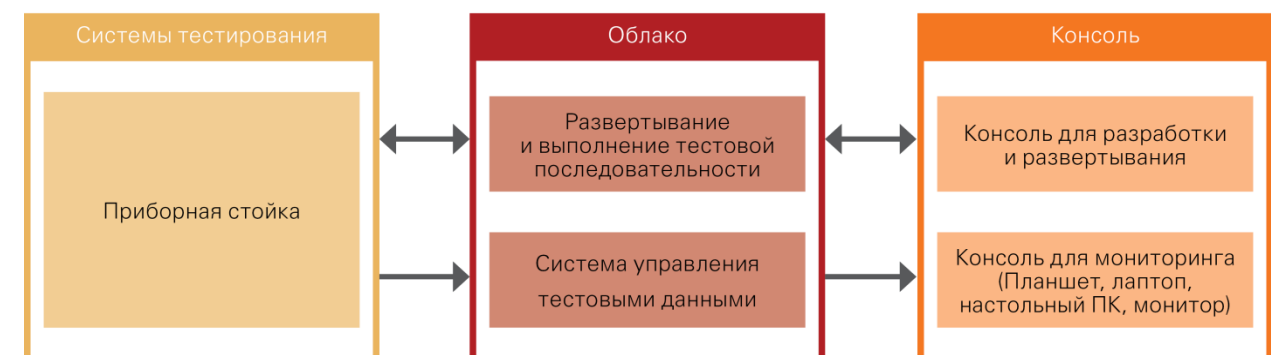 Системы тестирования
Облако
Консоль
Приборная стойка
Развертывание
и выполнение тестовой
последовательности
Консоль для разработки
и развертывания
Система управления
тестовыми данными
Консоль для мониторинга
(Планшет, лаптоп,
настольный ПК, монитор)